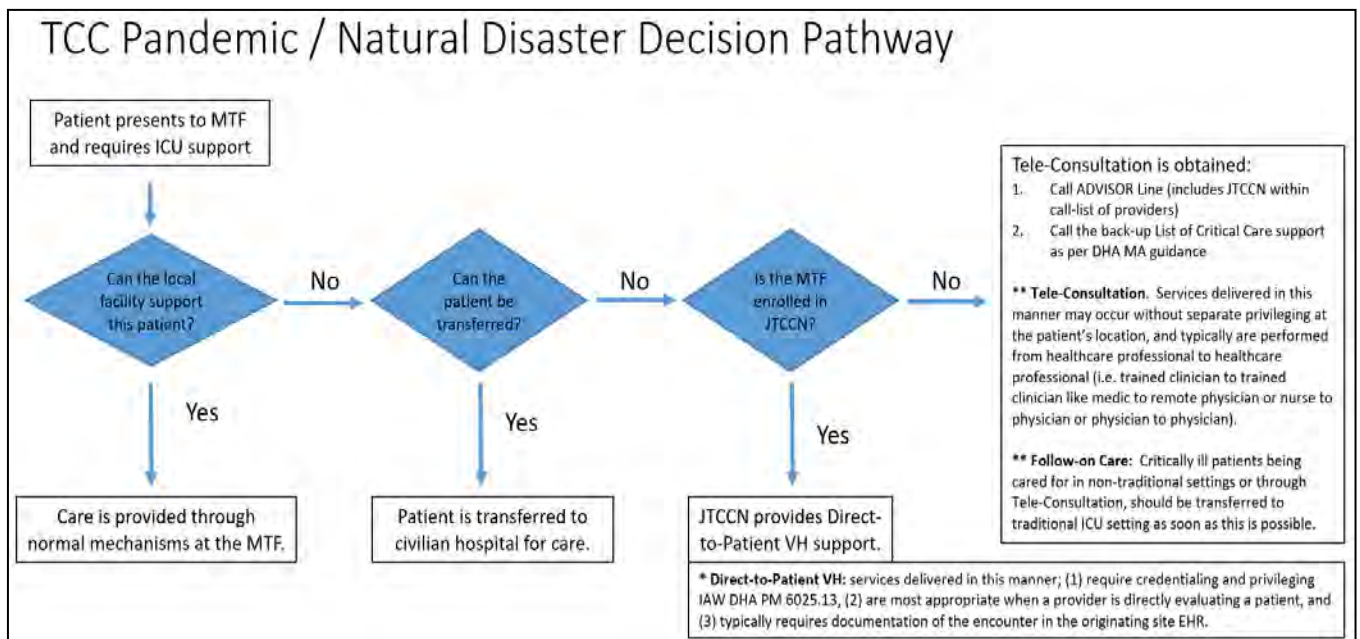 TCC Pandemic / Natural Disaster Decision Pathway
Patient presents to MTF
and requires ICU support
Can the local
facility support
this patient?
No
Can the
patient be
transferred?
No
Is the MTF
enrolled in
JTCCN?
No
Yes
Yes
Yes
Care is provided through
normal mechanisms at the MTF.
Patient is transferred to
civilian hospital for care.
JTCCN provides Direct-
to-Patient VH support.
Tele-Consultation is obtained:
1. Call ADVISOR Line (includes JTCCN within
call-list of providers)
2. Call the back-up List of Critical Care support
as per DHA MA guidance
** Tele-Consultation. Services delivered in this
manner may occur without separate privileging at
the patient's location, and typically are performed
from healthcare professional to healthcare
professional (i.e. trained clinician to trained
clinician like medic to remote physician or nurse to
physician or physician to physician).
** Follow-on Care: Critically ill patients being
cared for in non-traditional settings or through
Tele-Consultation, should be transferred to
traditional ICU setting as soon as this is possible.
* Direct-to-Patient VH: services delivered in this manner; (1) require credentialing and privileging
IAW DHA PM 6025.13, (2) are most appropriate when a provider is directly evaluating a patient, and
(3) typically requires documentation of the encounter in the originating site EHR.